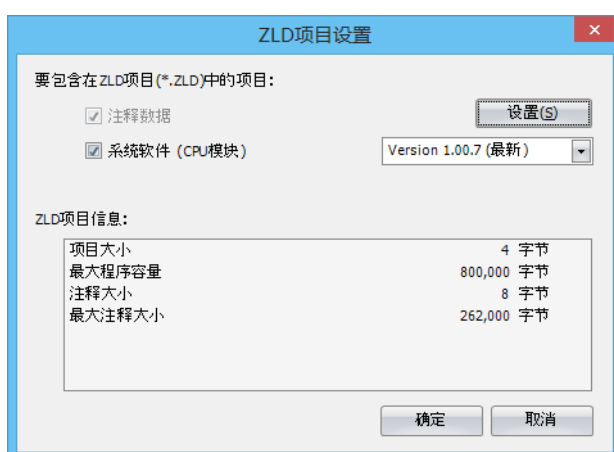 ZLD项目设置
要包含在ZLD项目(*.ZLD)中的项目:
注释数据
设置(S)
系统软件 (CPU模块)
Version 1.00.7 (最新)
ZLD项目信息:
项目大小 4 字节
最大程序容量 800,000 字节
注释大小 8 字节
最大注释大小 262,000 字节
确定 取消